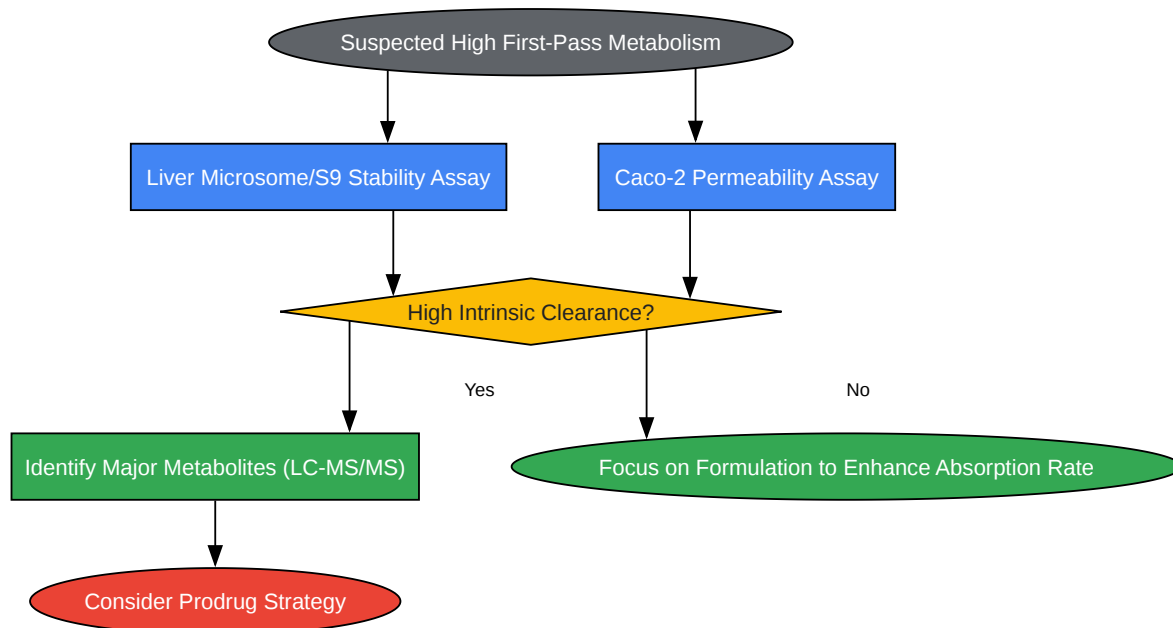 Suspected High First-Pass Metabolism
Liver Microsome/S9 Stability Assay
Caco-2 Permeability Assay
High Intrinsic Clearance?
Yes
No
Identify Major Metabolites (LC-MS/MS)
Focus on Formulation to Enhance Absorption Rate
Consider Prodrug Strategy